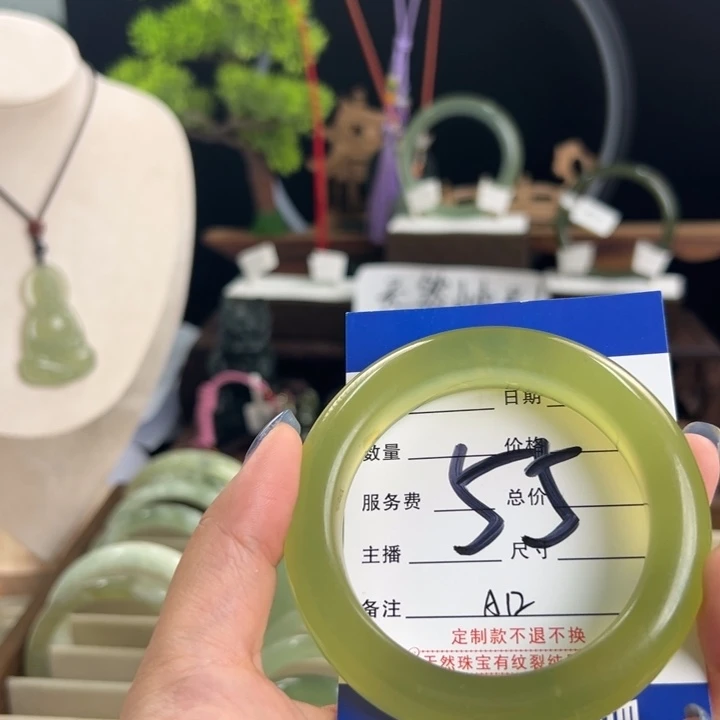 日期
数量 价格
55
服务费 总价
主播 尺寸
备注 A12
定制款不退不换
天然珠宝有纹裂纯